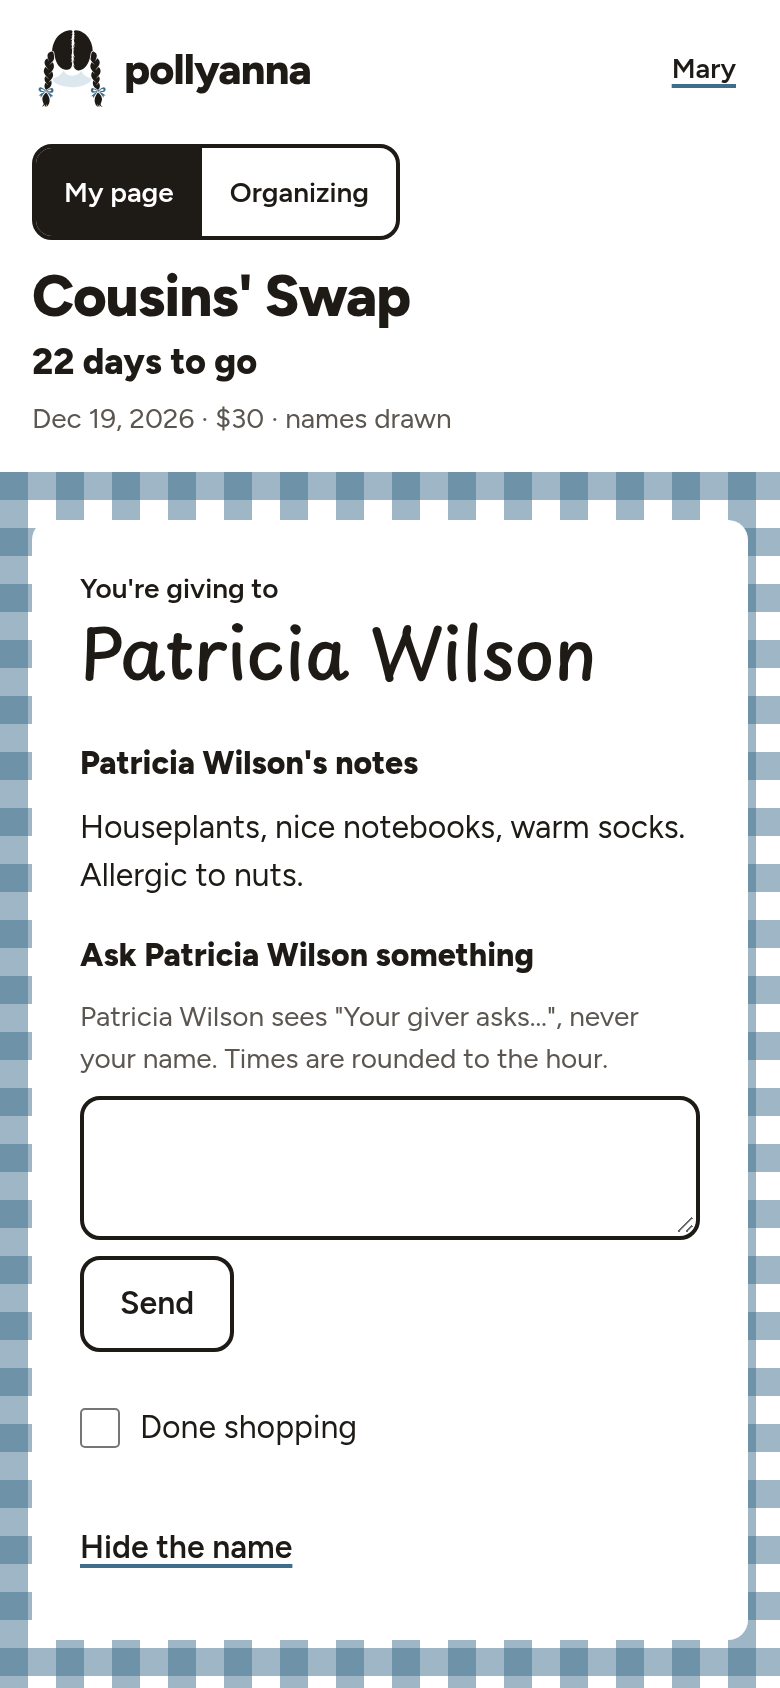 pollyanna
Mary
My page
Organizing
Cousins' Swap
22 days to go
Dec 19, 2026 · $30 · names drawn
You're giving to
Patricia Wilson
Patricia Wilson's notes
Houseplants, nice notebooks, warm socks.
Allergic to nuts.
Ask Patricia Wilson something
Patricia Wilson sees "Your giver asks...", never
your name. Times are rounded to the hour.
Send
Done shopping
Hide the name